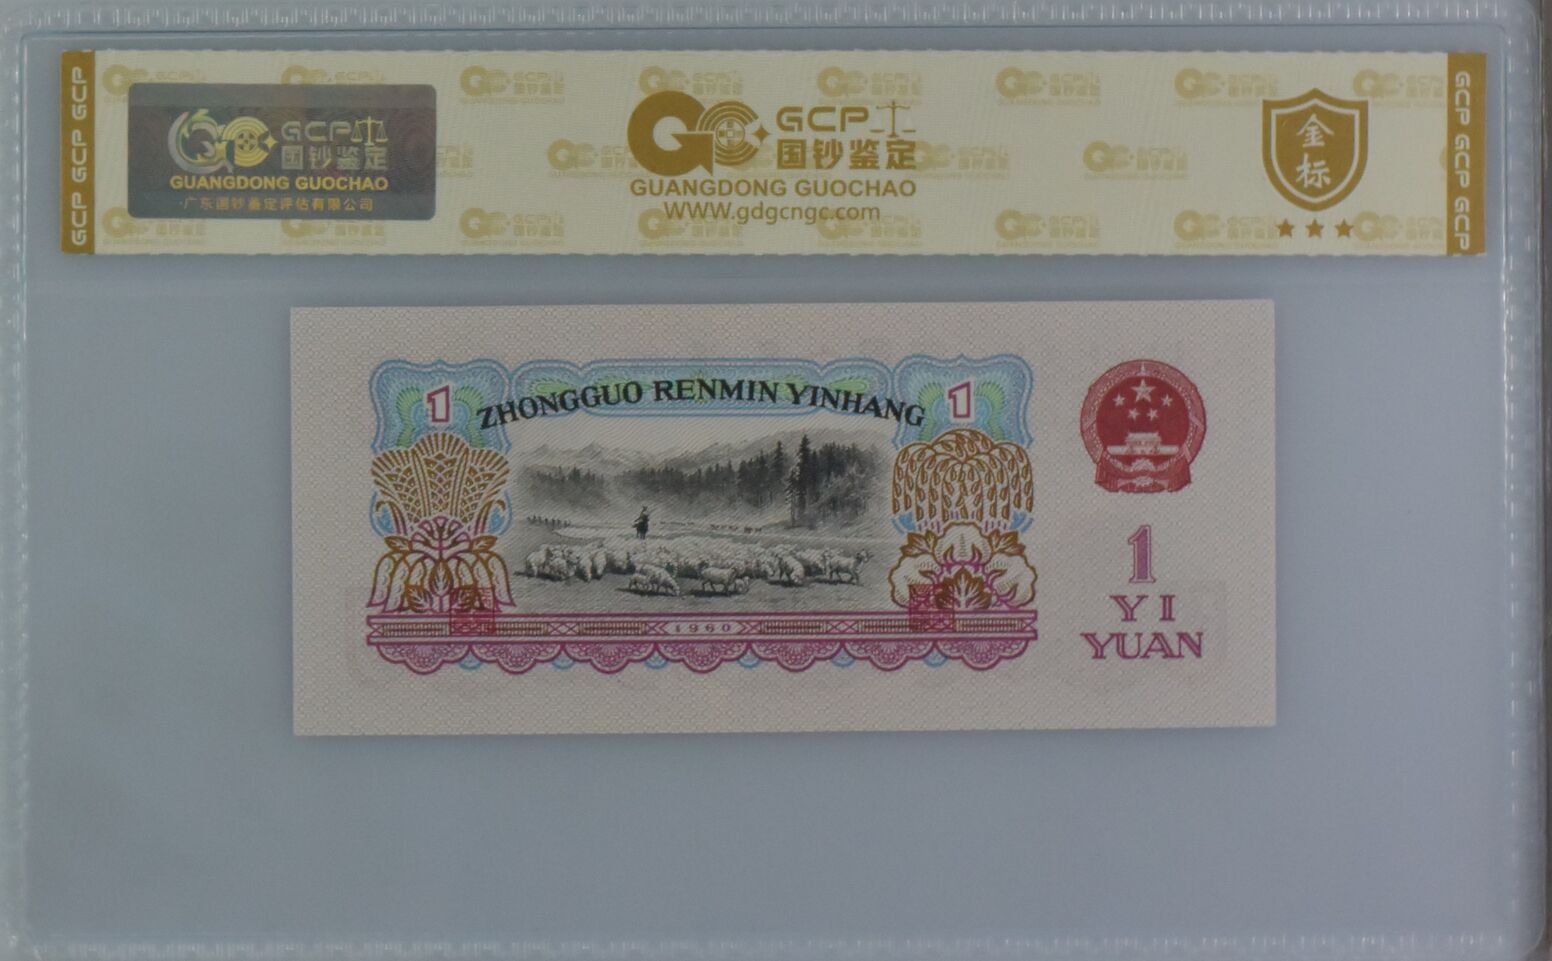 GCP GCP GCP
GCP
国钞鉴定
GUANGDONG GUOCHAO
·广东国钞鉴定评估有限公司
GCP
国钞鉴定
GUANGDONG GUOCHAO
WWW.gdgcngc.com
金标
GCP GCP GCP
1
ZHONGGUO RENMIN YINHANG
1
1960
1
YI
YUAN